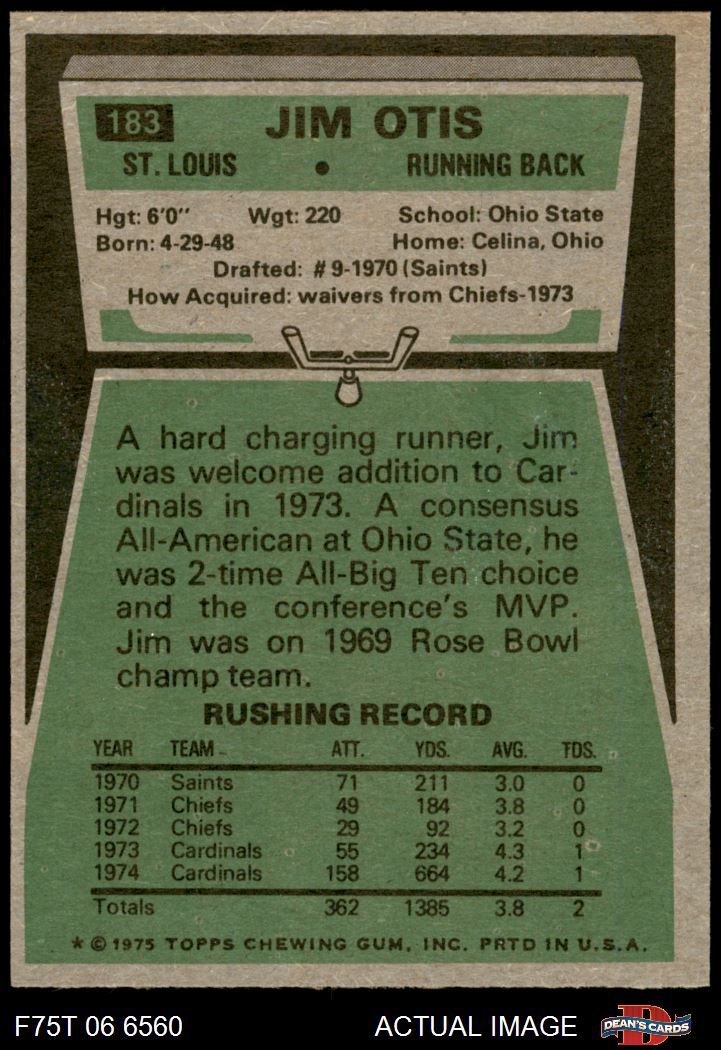 183 JIM OTIS
ST. LOUIS • RUNNING BACK
Hgt: 6'0" Wgt: 220 School: Ohio State
Born: 4-29-48 Home: Celina, Ohio
Drafted: #9-1970 (Saints)
How Acquired: waivers from Chiefs-1973
A hard charging runner, Jim
was welcome addition to Car-
dinals in 1973. A consensus
All-American at Ohio State, he
was 2-time All-Big Ten choice
and the conference's MVP.
Jim was on 1969 Rose Bowl
champ team.
RUSHING RECORD
YEAR TEAM ATT. YDS. AVG. TDS.
1970 Saints 71 211 3.0 0
1971 Chiefs 49 184 3.8 0
1972 Chiefs 29 92 3.2 0
1973 Cardinals 55 234 4.3 1
1974 Cardinals 158 664 4.2 1
Totals 362 1385 3.8 2
* © 1975 TOPPS CHEWING GUM, INC. PRTD IN U.S.A.
F75T 06 6560 ACTUAL IMAGE D DEAN'S CARDS